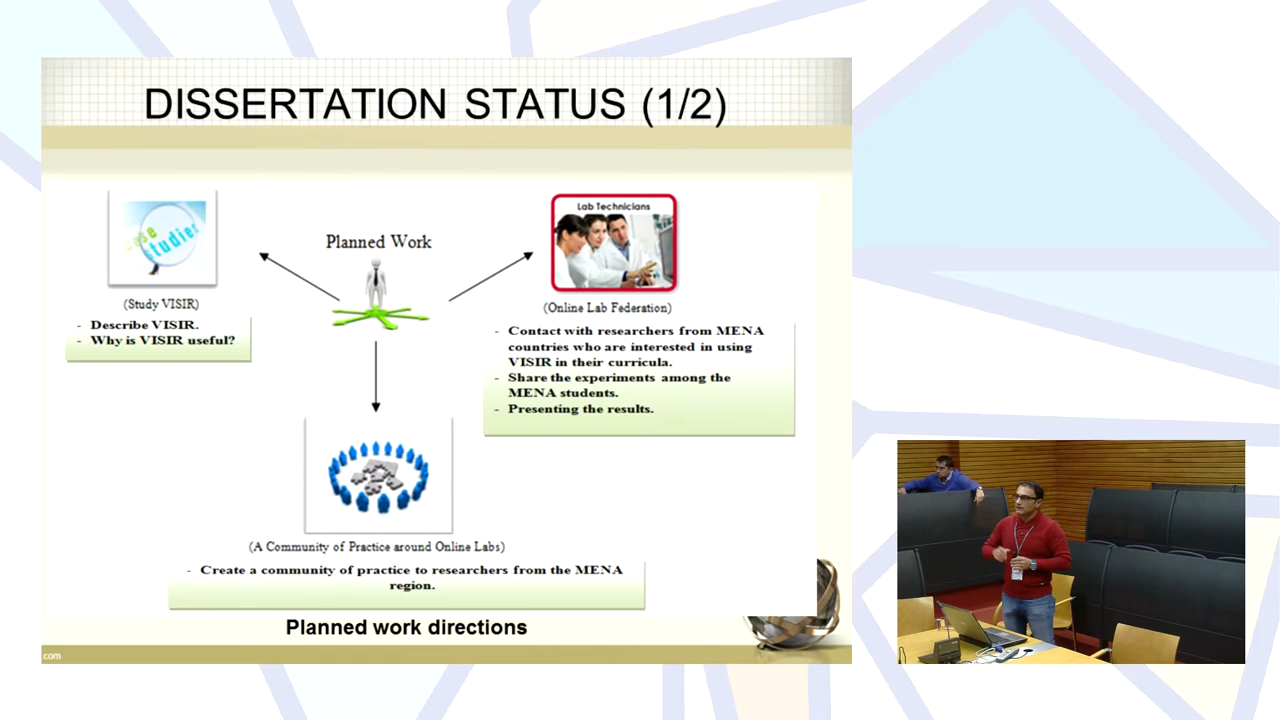 DISSERTATION STATUS (1/2)
case
studies
(Study VISIR)
- Describe VISIR.
- Why is VISIR useful?
Planned Work
Lab Technicians
(Online Lab Federation)
- Contact with researchers from MENA
countries who are interested in using
VISIR in their curricula.
- Share the experiments among the
MENA students.
- Presenting the results.
(A Community of Practice around Online Labs)
- Create a community of practice to researchers from the MENA
region.
Planned work directions
com